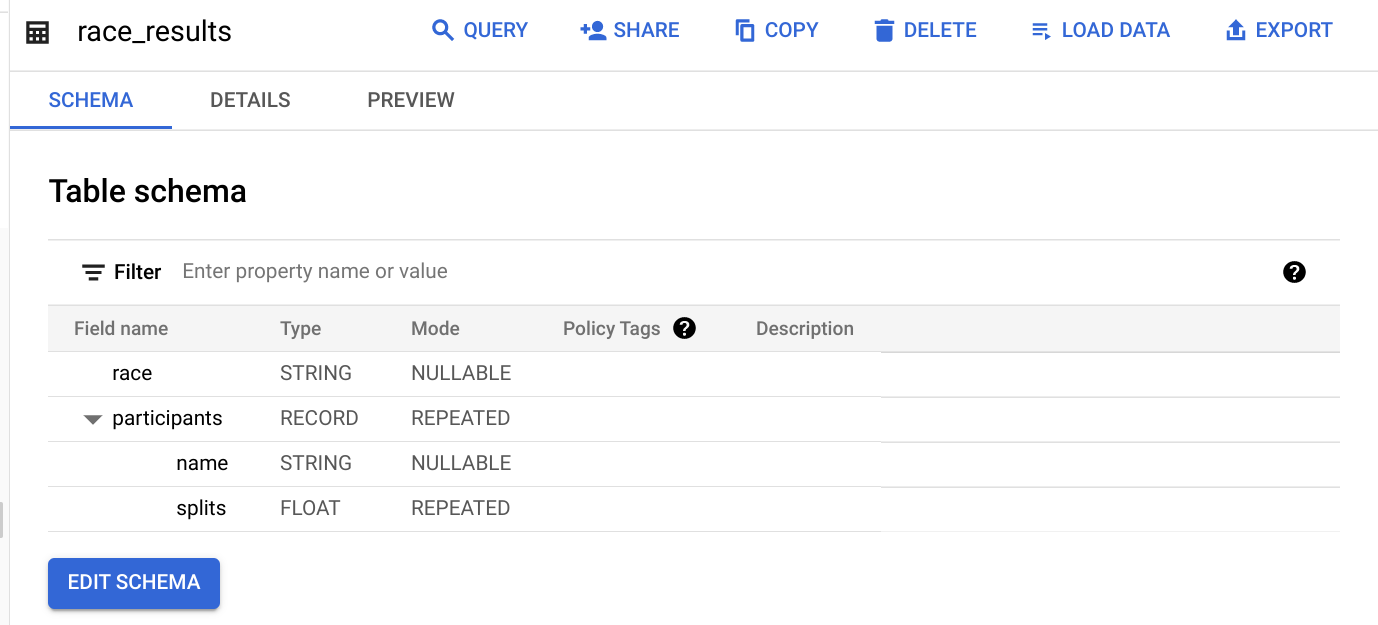 race_results QUERY SHARE COPY DELETE LOAD DATA EXPORT
SCHEMA DETAILS PREVIEW
Table schema
Filter Enter property name or value ?
Field name Type Mode Policy Tags ? Description
race STRING NULLABLE
participants RECORD REPEATED
name STRING NULLABLE
splits FLOAT REPEATED
EDIT SCHEMA